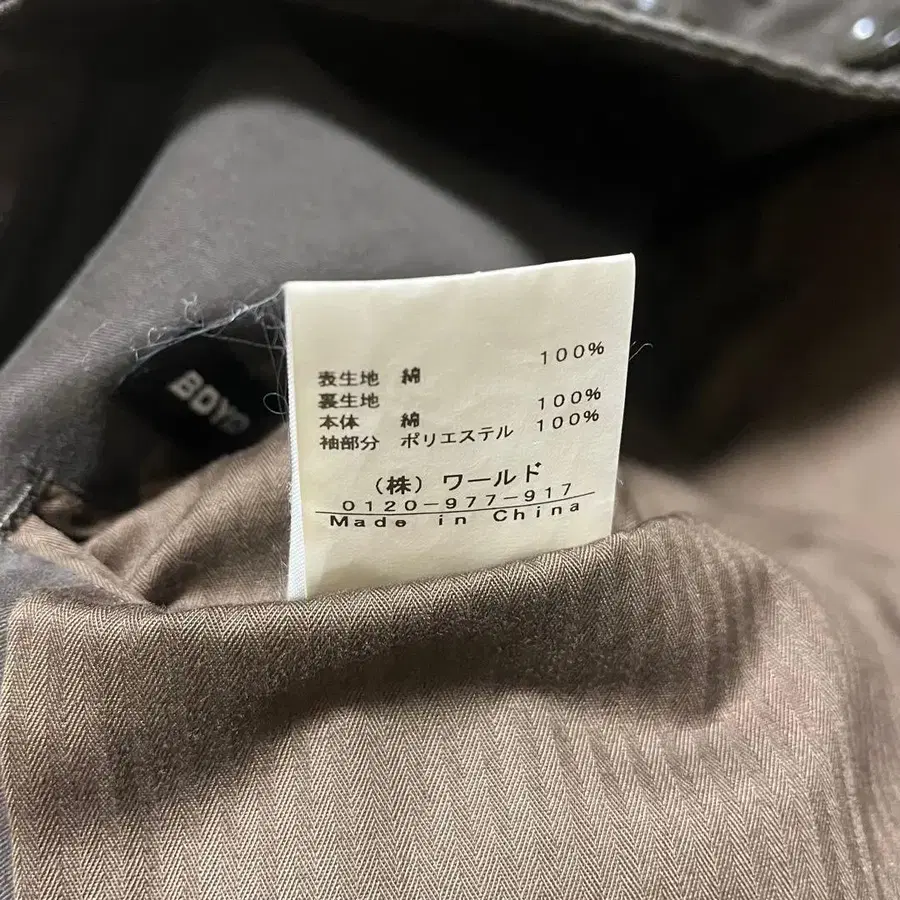 表生地 綿 100%
裏生地
本体 綿 100%
袖部分 ポリエステル 100%
(株)ワールド
0120-977-917
Made in China